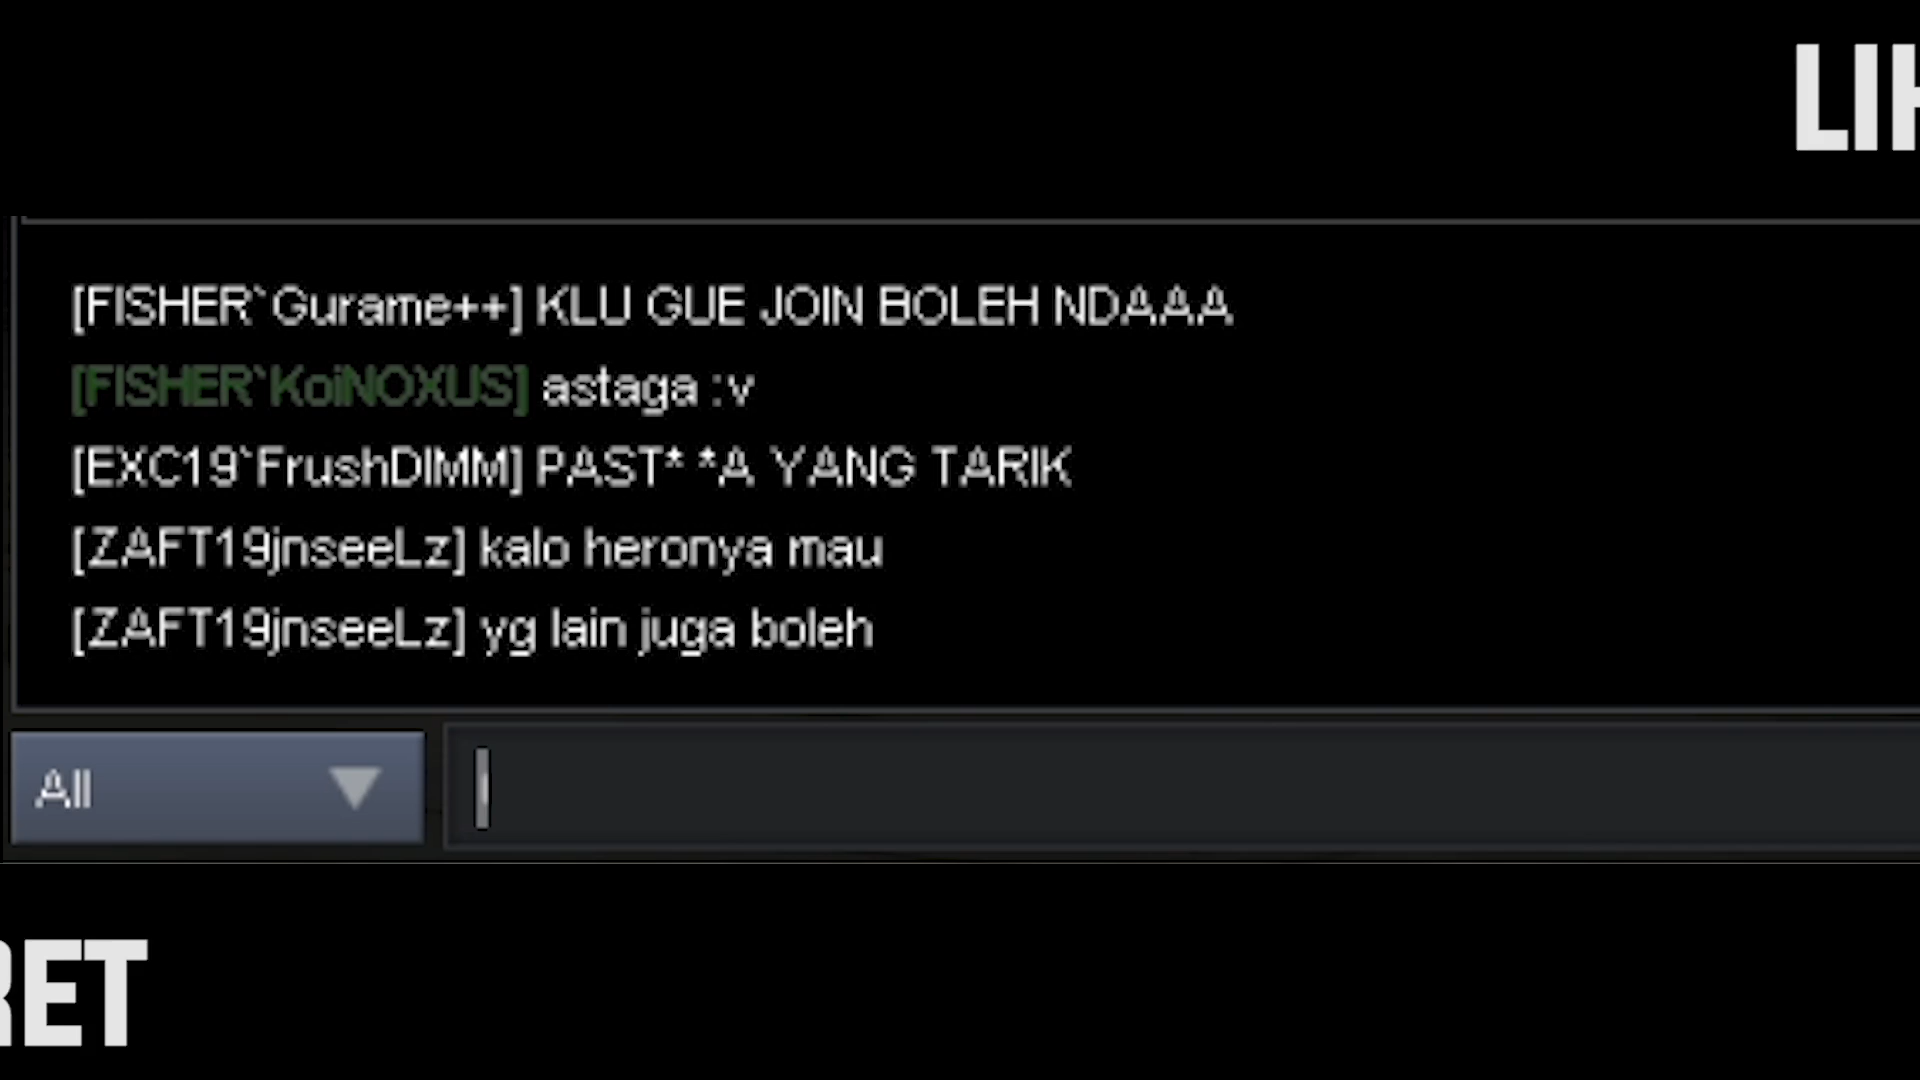 LIH
[FISHER`Gurame++] KLU GUE JOIN BOLEH NDAAA
[FISHER`KoiNOXUS] astaga :v
[EXC19`FrushDIMM] PAST* *A YANG TARIK
[ZAFT19jnseeLz] kalo heronya mau
[ZAFT19jnseeLz] yg lain juga boleh
All
RET